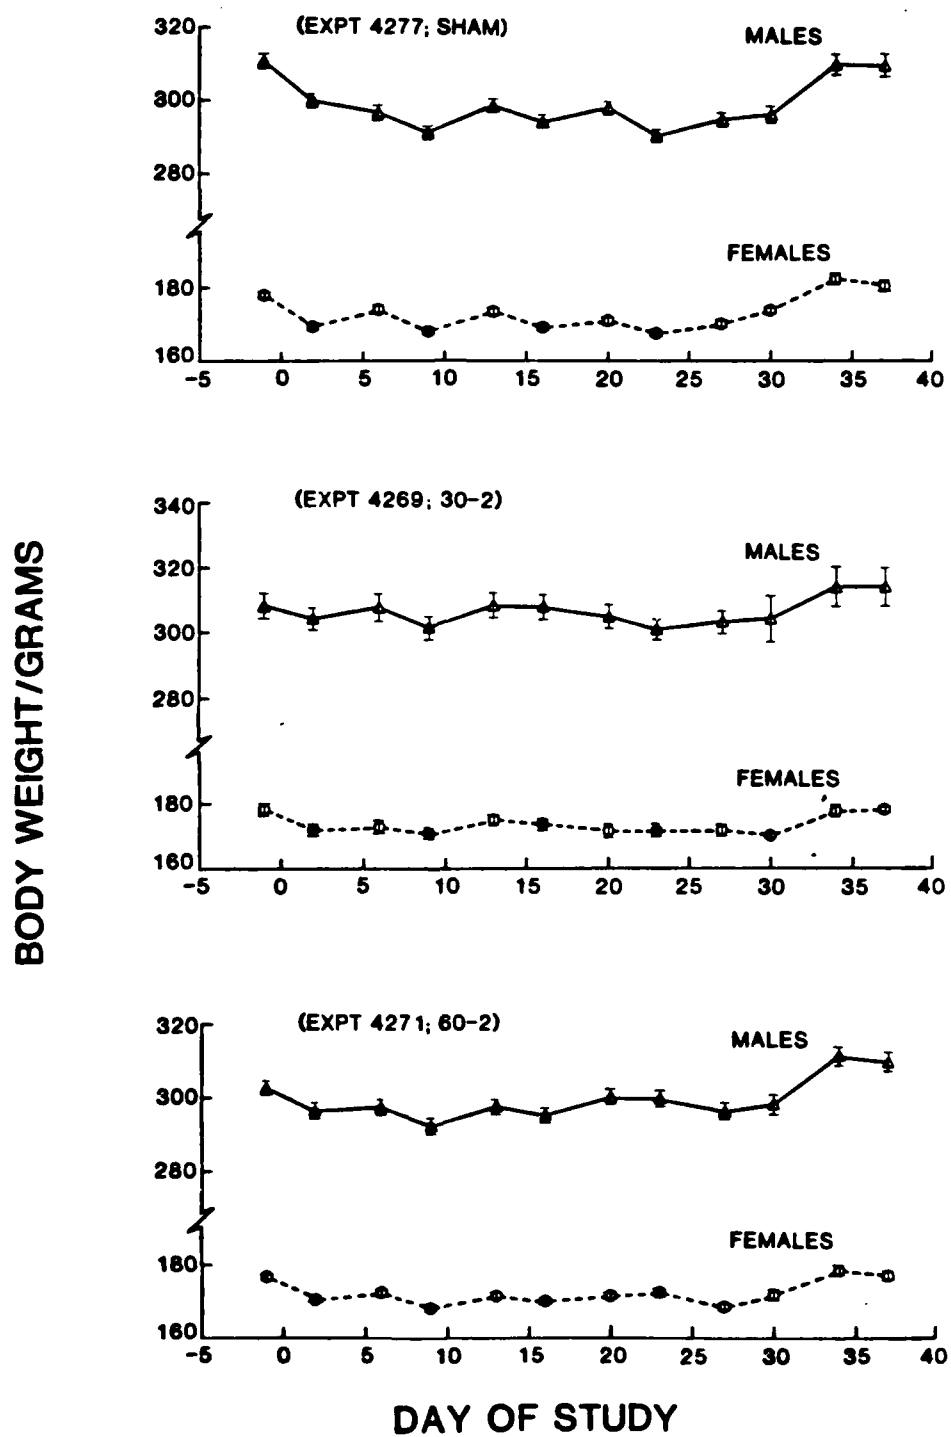 BODY WEIGHT/GRAMS
(EXPT 4277; SHAM)
MALES
320
300
280
FEMALES
180
160
-5 0 5 10 15 20 25 30 35 40
(EXPT 4269; 30-2)
MALES
340
320
300
280
FEMALES
180
160
-5 0 5 10 15 20 25 30 35 40
(EXPT 4271; 60-2)
MALES
320
300
280
FEMALES
180
160
-5 0 5 10 15 20 25 30 35 40
DAY OF STUDY